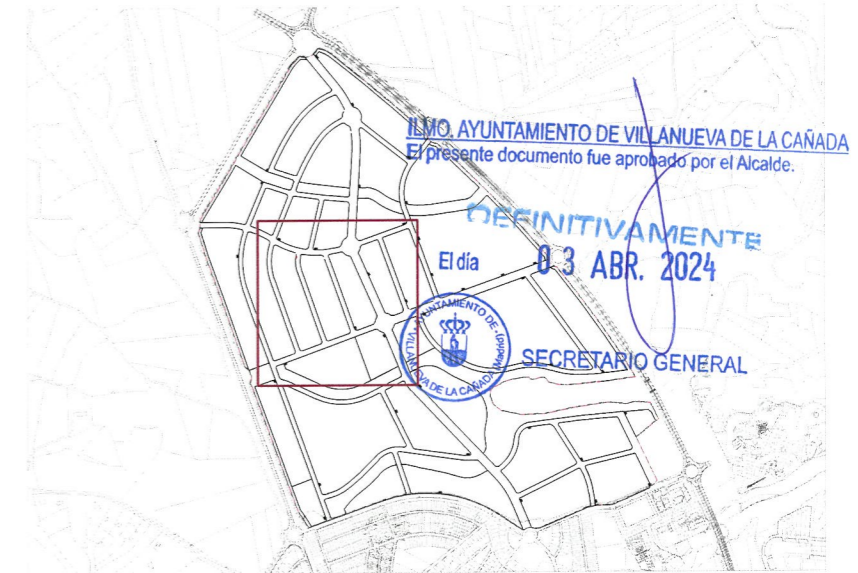 ILMO. AYUNTAMIENTO DE VILLANUEVA DE LA CAÑADA
El presente documento fue aprobado por el Alcalde.
DEFINITIVAMENTE
El día 03 ABR. 2024
AYUNTAMIENTO DE - (Madrid)
VILLANUEVA DE LA CAÑADA
SECRETARIO GENERAL